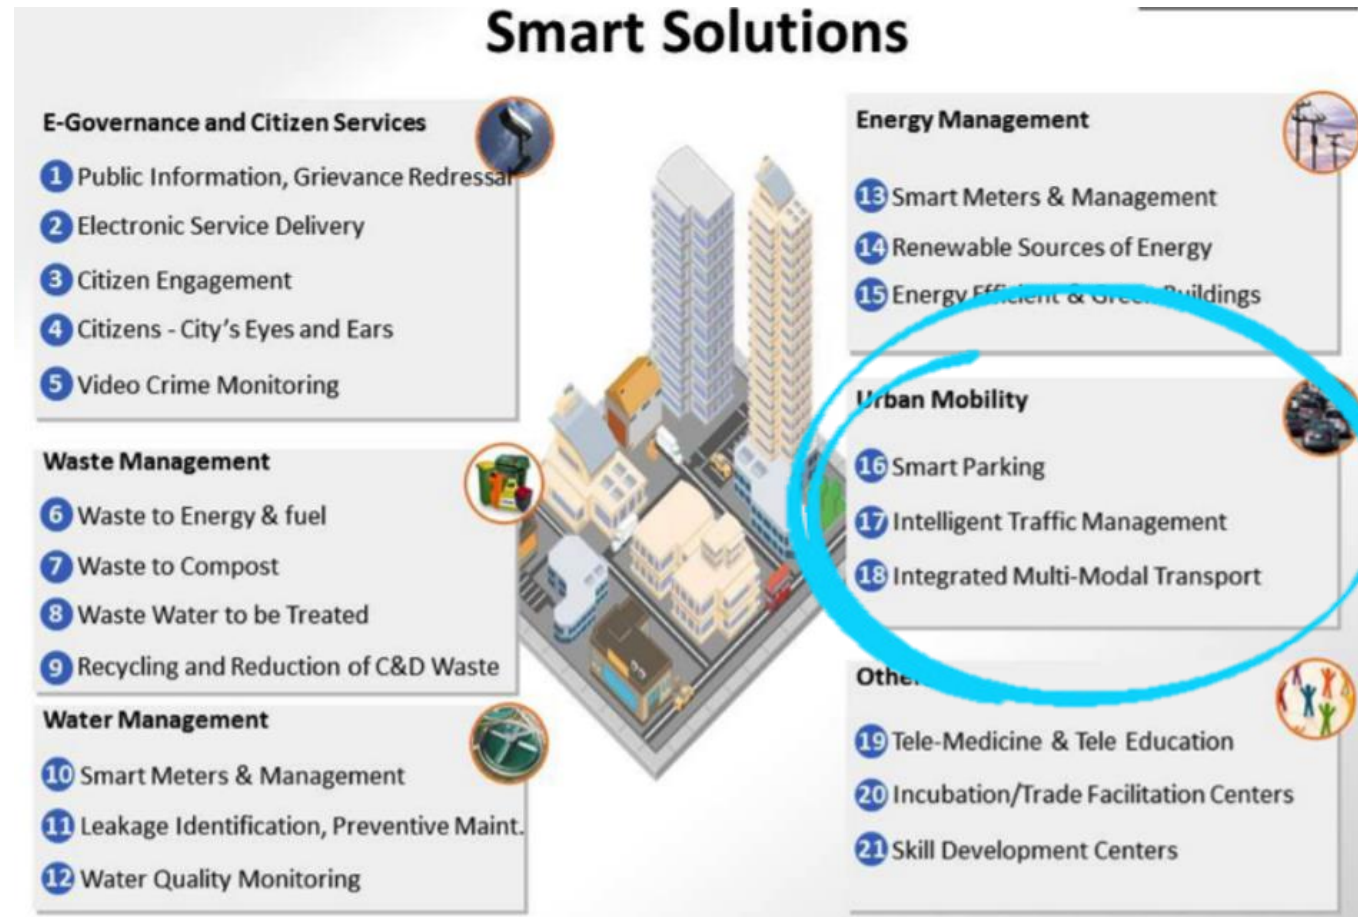 Smart Solutions
E-Governance and Citizen Services
1 Public Information, Grievance Redressal
2 Electronic Service Delivery
3 Citizen Engagement
4 Citizens - City's Eyes and Ears
5 Video Crime Monitoring
Waste Management
6 Waste to Energy & fuel
7 Waste to Compost
8 Waste Water to be Treated
9 Recycling and Reduction of C&D Waste
Water Management
10 Smart Meters & Management
11 Leakage Identification, Preventive Maint.
12 Water Quality Monitoring
Energy Management
13 Smart Meters & Management
14 Renewable Sources of Energy
15 Energy Efficient & Green Buildings
Urban Mobility
16 Smart Parking
17 Intelligent Traffic Management
18 Integrated Multi-Modal Transport
19 Tele-Medicine & Tele Education
20 Incubation/Trade Facilitation Centers
21 Skill Development Centers